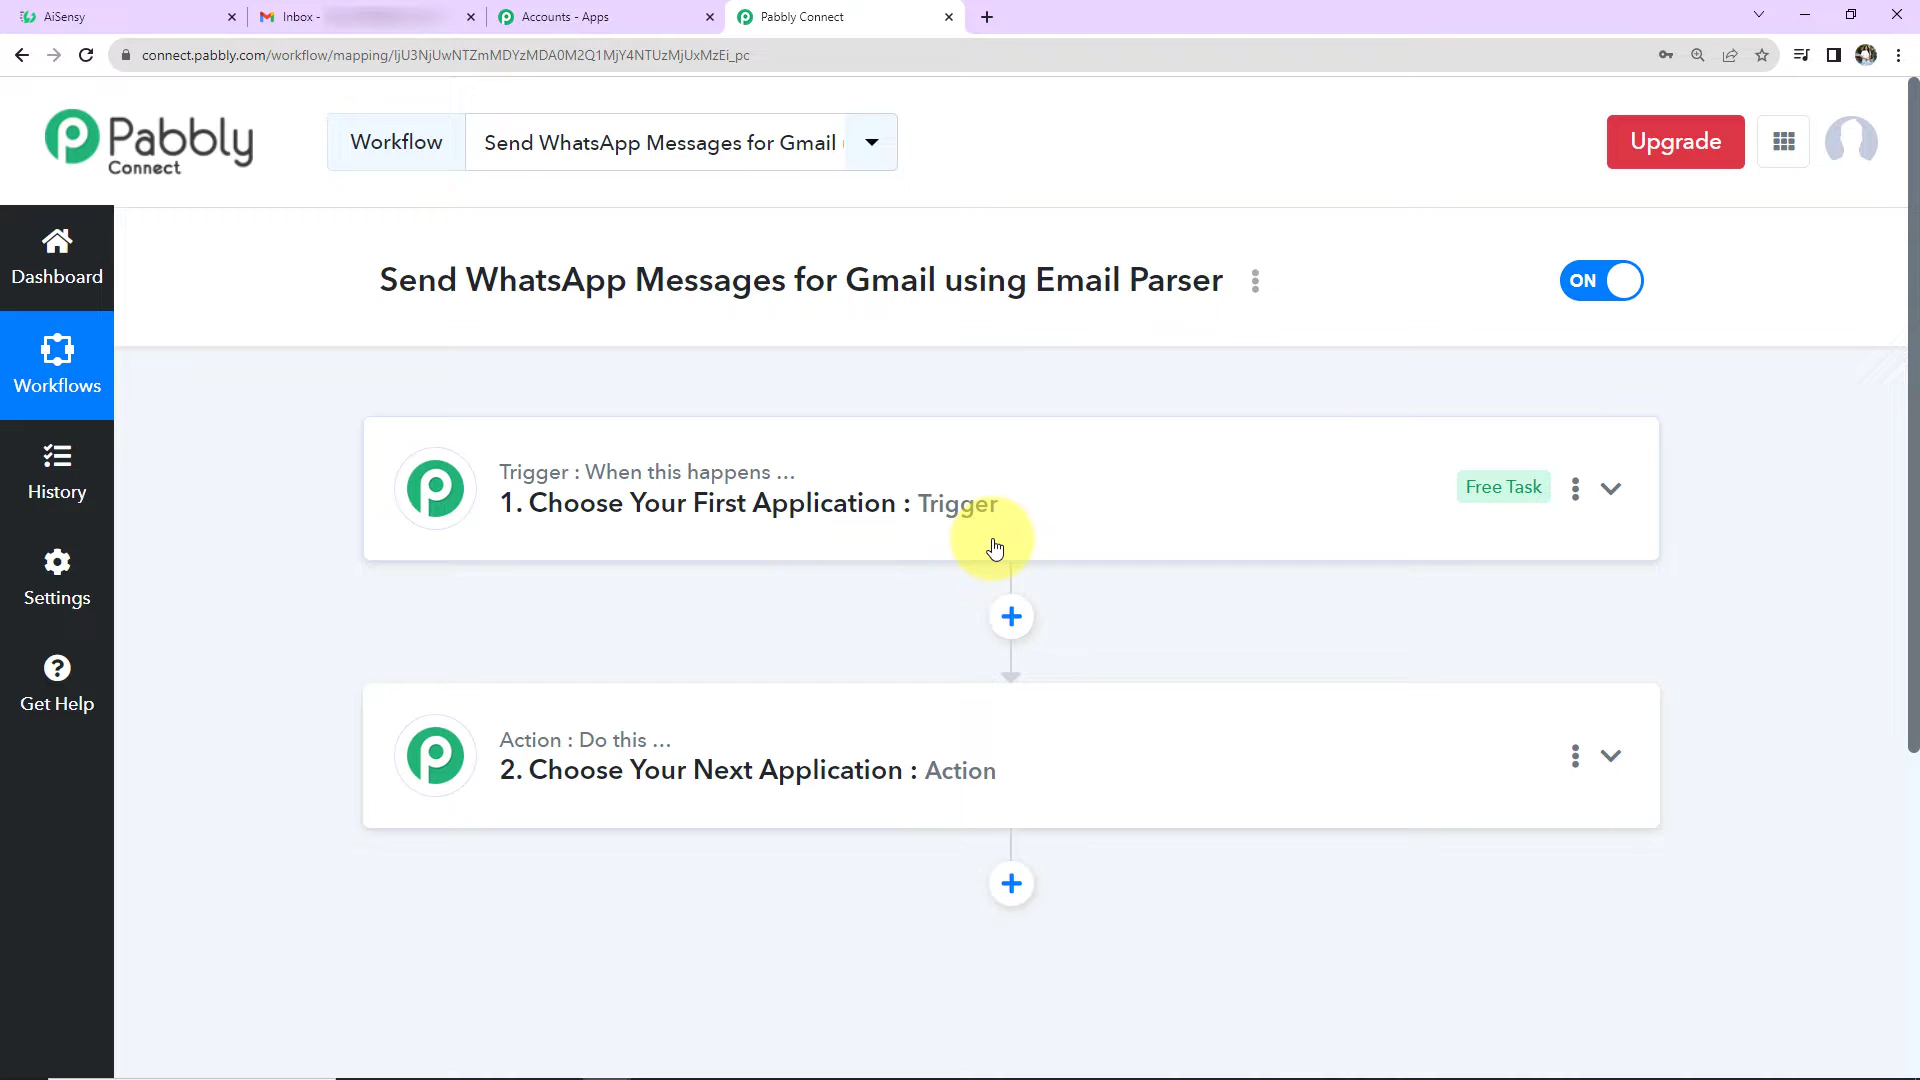 AiSensy
Inbox -
Accounts - Apps
Pabbly Connect
connect.pabbly.com/workflow/mapping/IjU3NjUwNTZmMDYzMDA0M2Q1MjY4NTUzMjUxMzEi_pc
Pabbly
Connect
Workflow
Send WhatsApp Messages for Gmail
Upgrade
Dashboard
Workflows
History
Settings
Get Help
Send WhatsApp Messages for Gmail using Email Parser
ON
Trigger : When this happens ...
1. Choose Your First Application : Trigger
Free Task
Action : Do this ...
2. Choose Your Next Application : Action